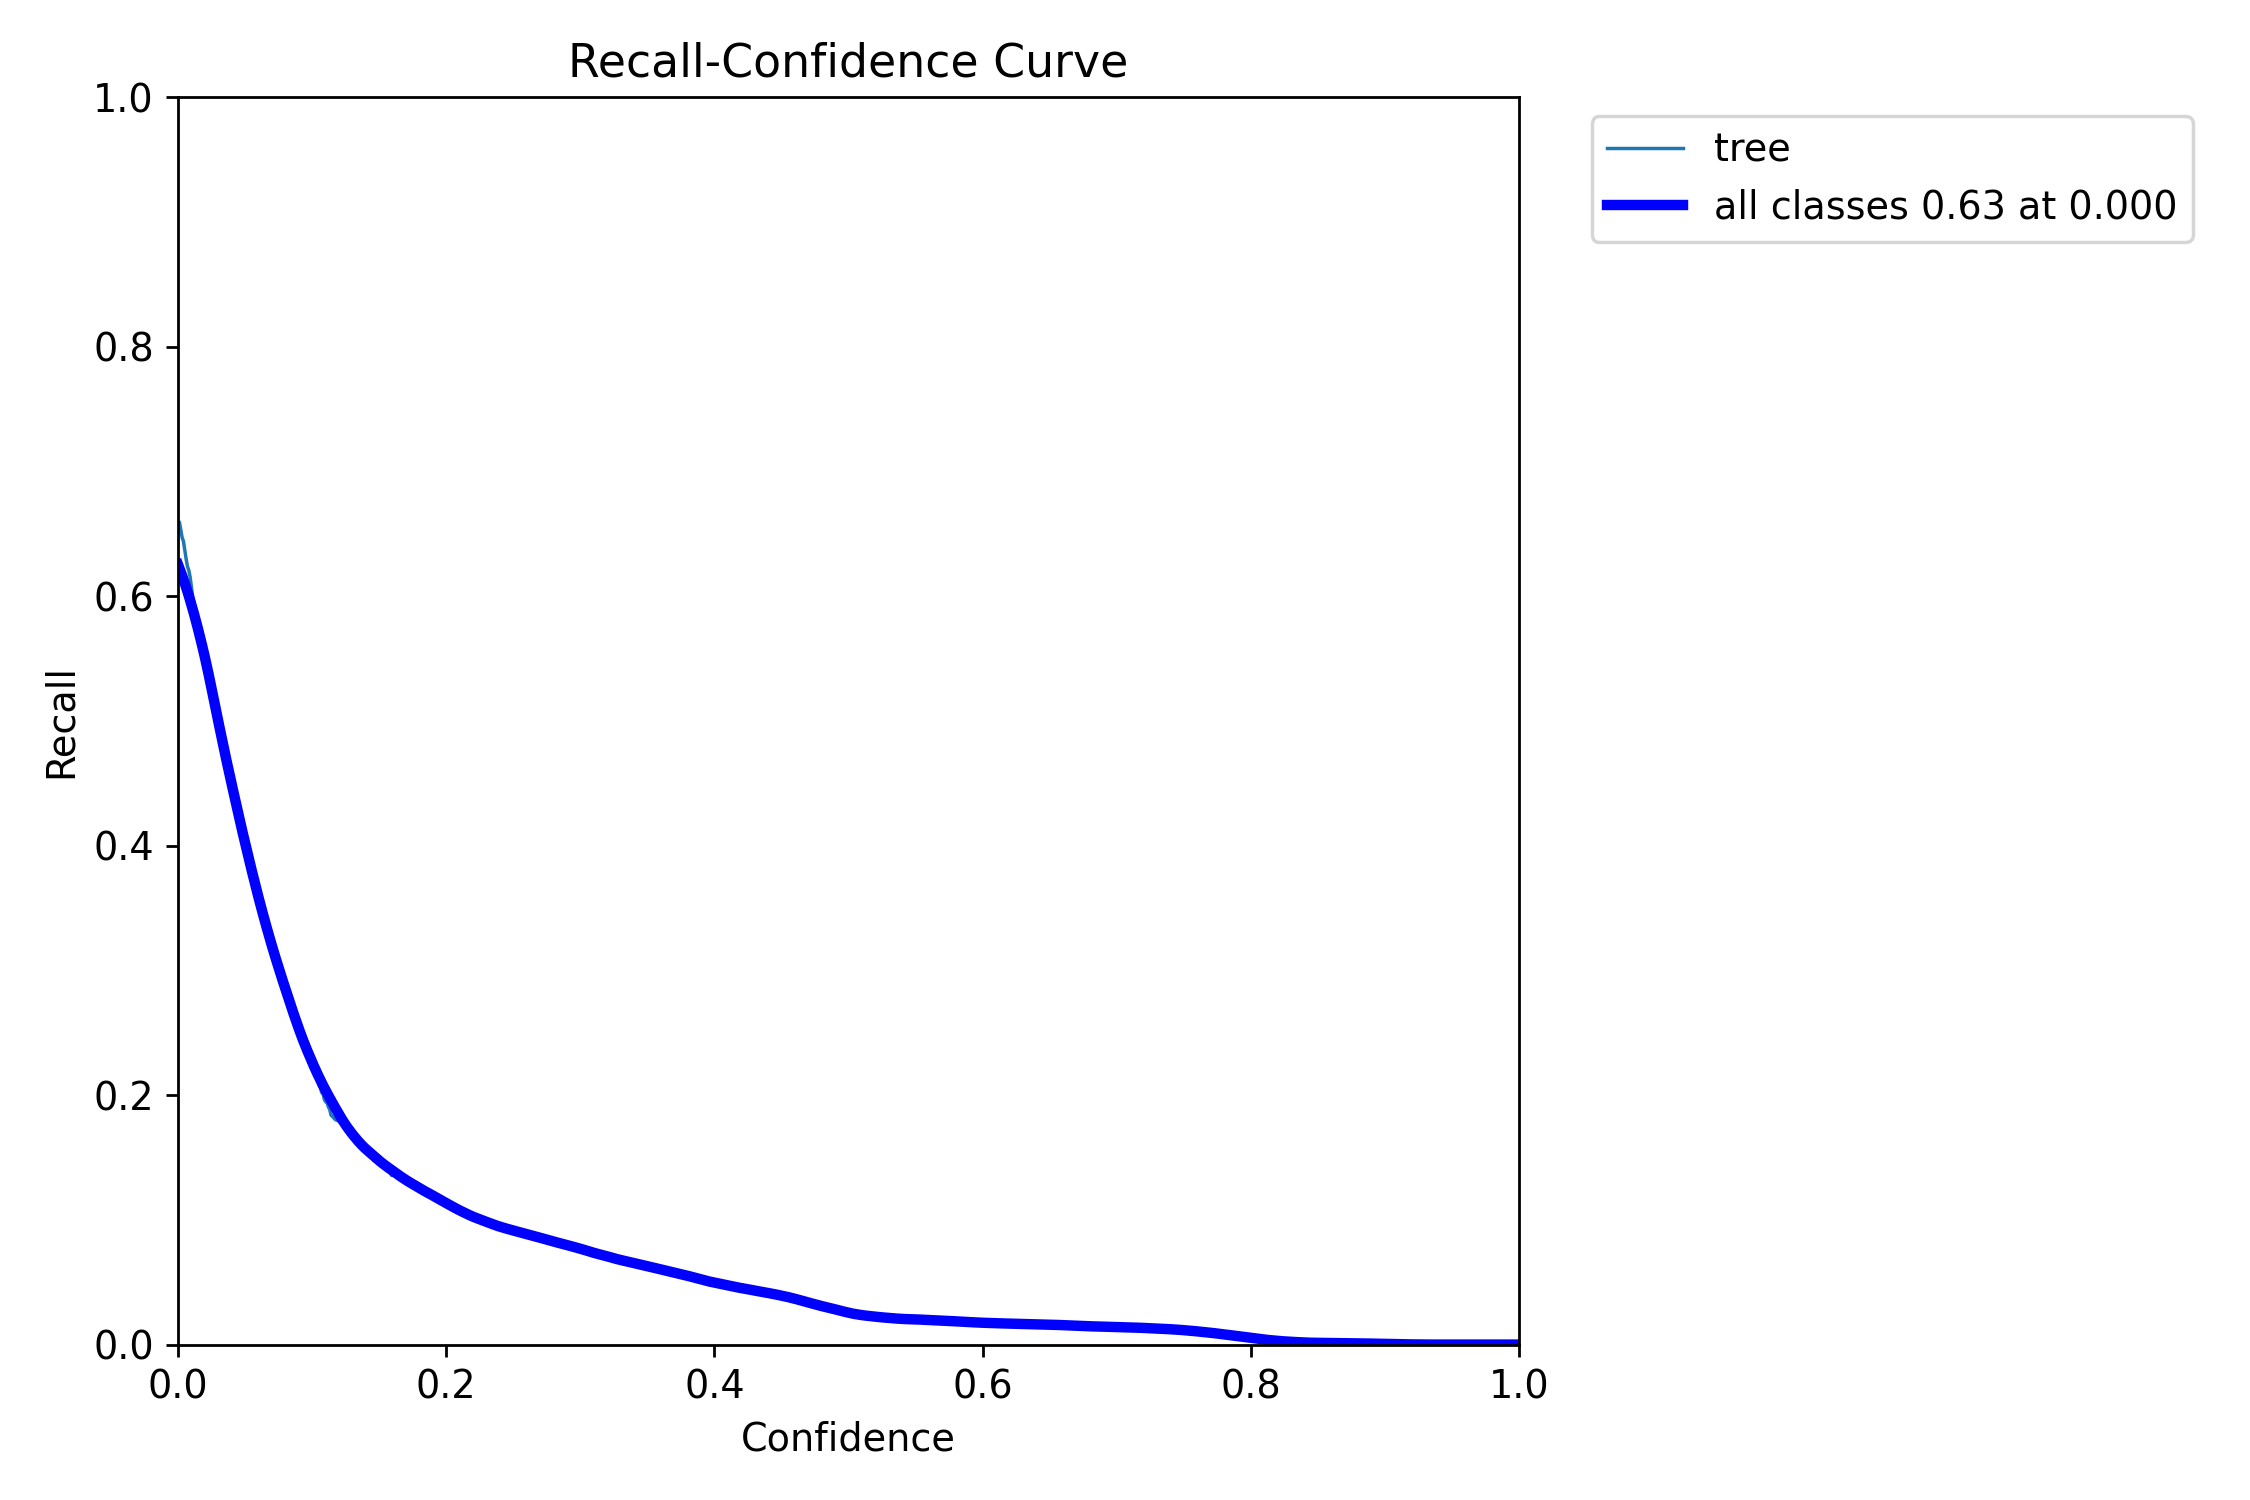 Recall-Confidence Curve
1.0
0.8
0.6
0.4
0.2
0.0
Recall
0.0 0.2 0.4 0.6 0.8 1.0
Confidence
tree
all classes 0.63 at 0.000